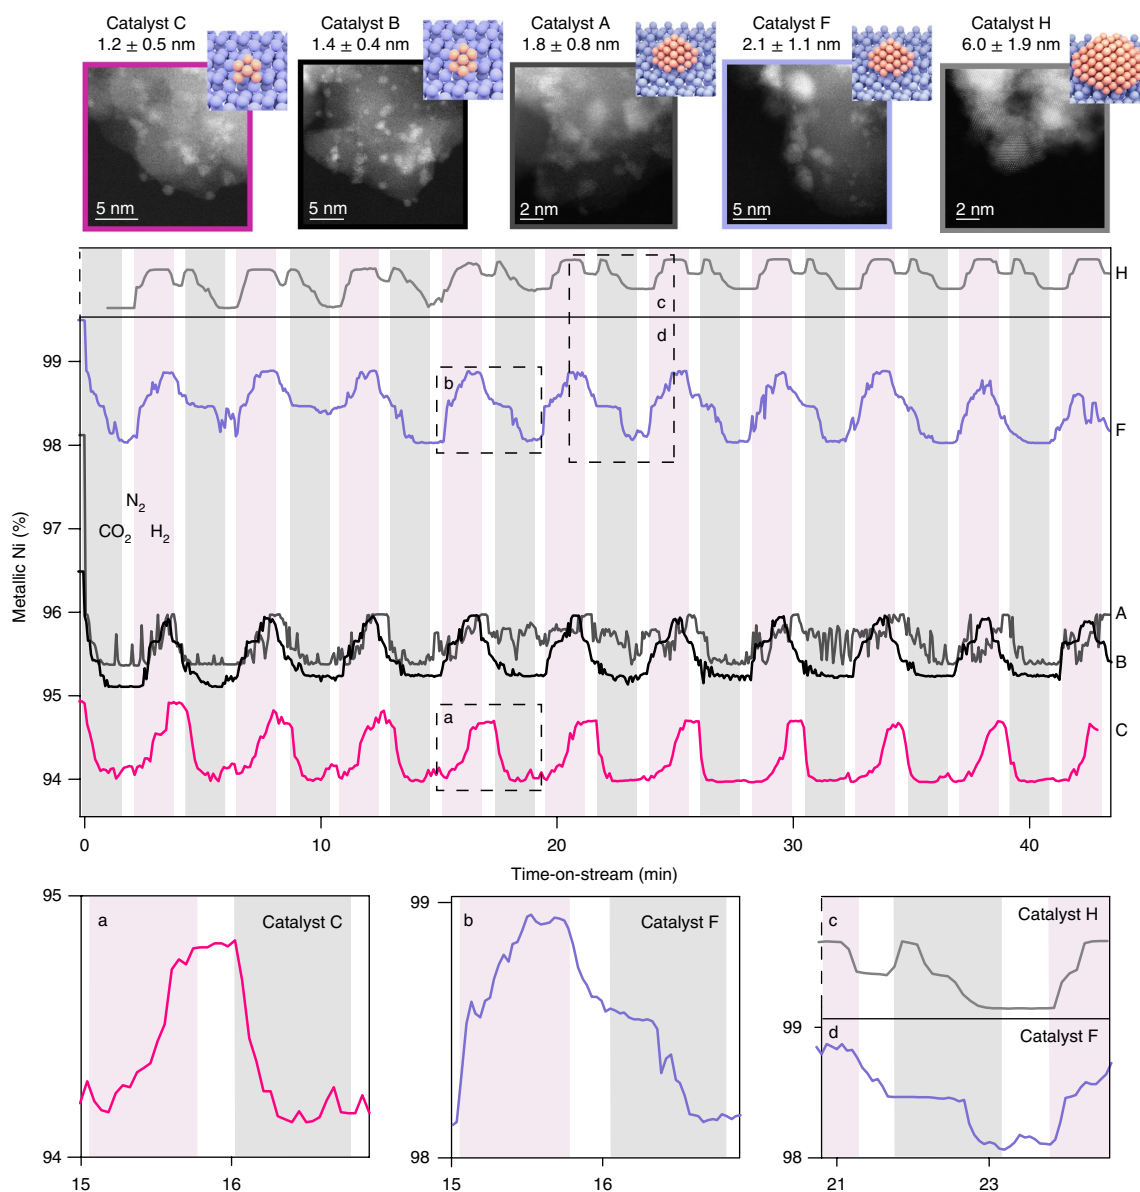 Catalyst C
1.2 ± 0.5 nm
Catalyst B
1.4 ± 0.4 nm
Catalyst A
1.8 ± 0.8 nm
Catalyst F
2.1 ± 1.1 nm
Catalyst H
6.0 ± 1.9 nm
5 nm
5 nm
2 nm
5 nm
2 nm
H
c
d
99
b
98
F
N2
CO2 H2
97
Metallic Ni (%)
96
A
B
95
a
C
94
0 10 20 30 40
Time-on-stream (min)
95
a Catalyst C
94
15 16
99
b Catalyst F
98
15 16
c Catalyst H
99
d Catalyst F
98
21 23